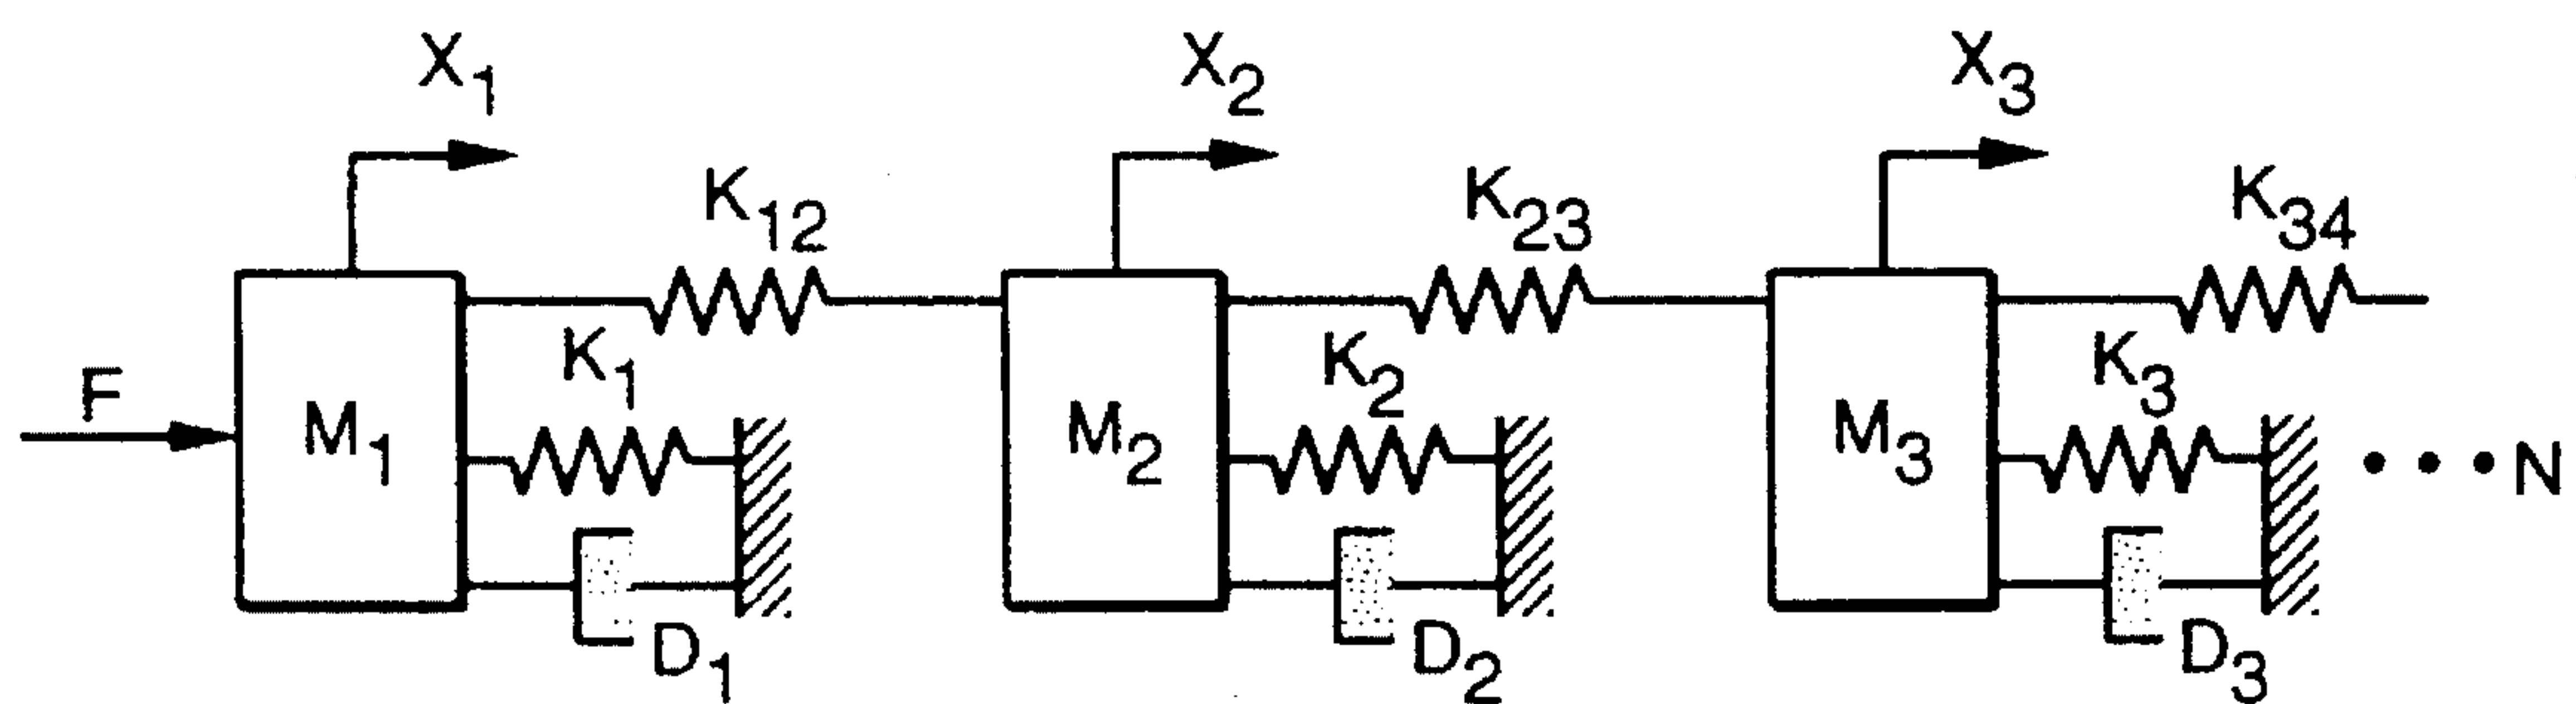 X1 X2 X3
K12 K23 K34
K1 K2 K3
F M1 M2 M3 • • • N
D1 D2 D3